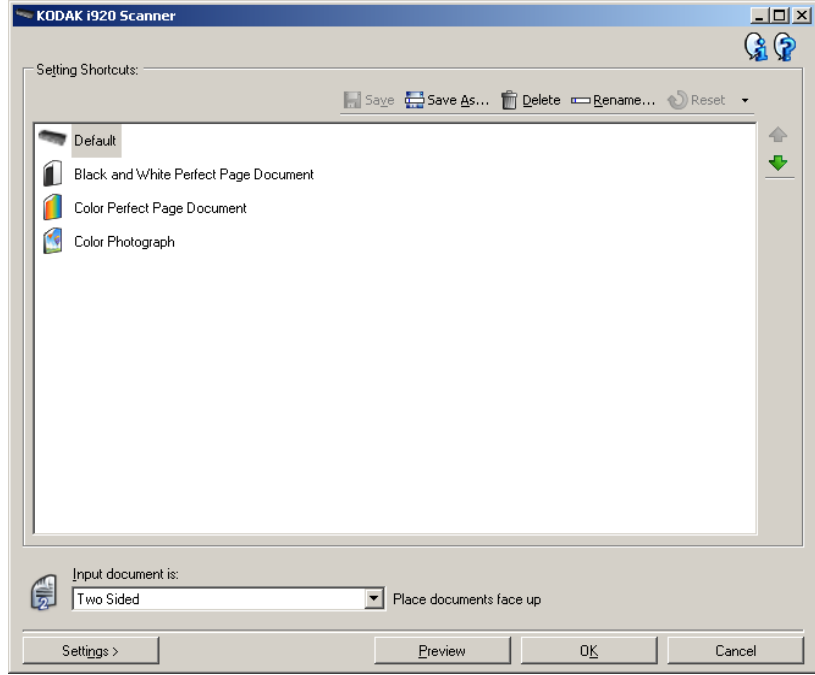 KODAK i920 Scanner
Setting Shortcuts:
Save Save As... Delete Rename... Reset
Default
Black and White Perfect Page Document
Color Perfect Page Document
Color Photograph
Input document is:
Two Sided Place documents face up
Settings > Preview OK Cancel